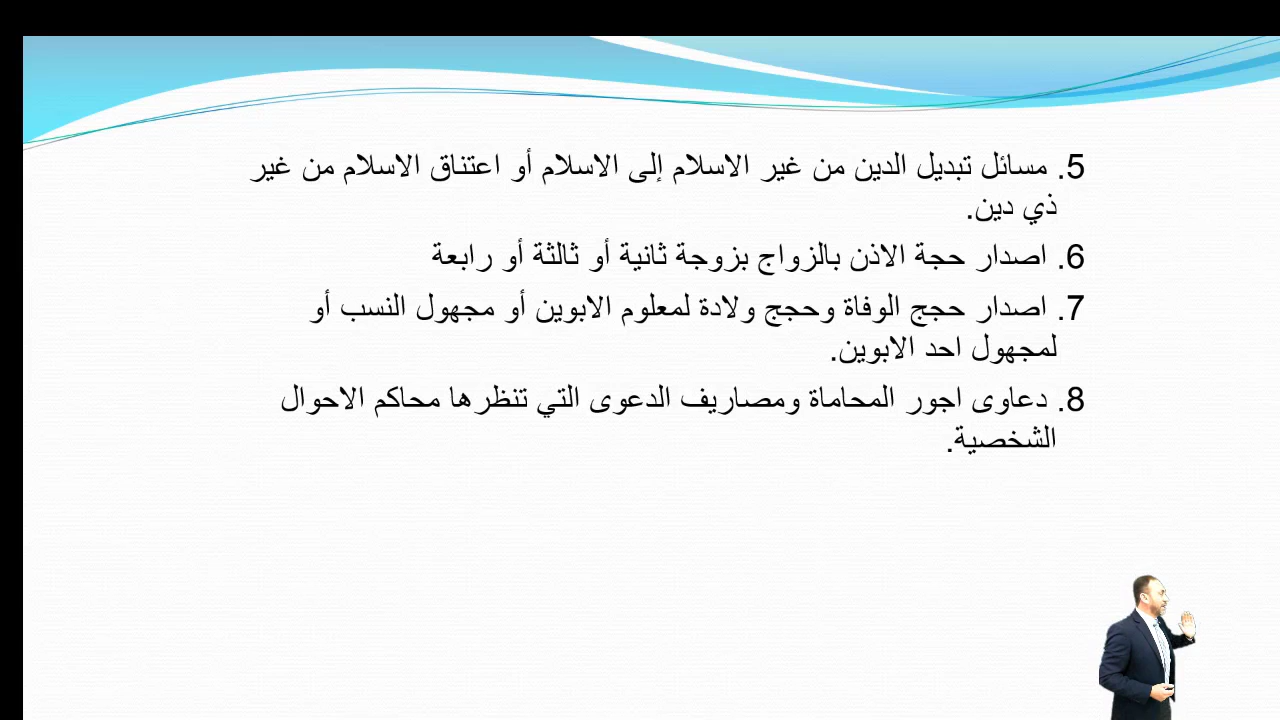 5. مسائل تبديل الدين من غير الاسلام إلى الاسلام أو اعتناق الاسلام من غير
ذي دين.
6. اصدار حجة الاذن بالزواج بزوجة ثانية أو ثالثة أو رابعة
7. اصدار حجج الوفاة وحجج ولادة لمعلوم الابوين أو مجهول النسب أو
لمجهول احد الابوين.
8. دعاوى اجور المحاماة ومصاريف الدعوى التي تنظرها محاكم الاحوال
الشخصية.